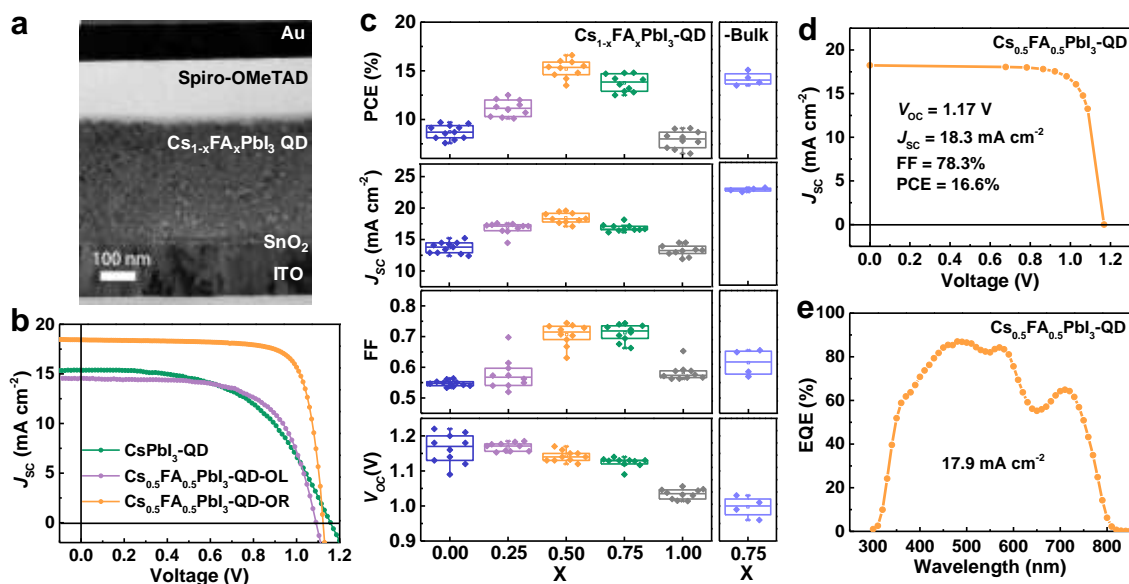 a
Au
Spiro-OMeTAD
Cs1-xFAxPbI3 QD
SnO2
100 nm
ITO
b
20
15
10
5
0
JSC (mA cm-2)
CsPbI3-QD
Cs0.5FA0.5PbI3-QD-OL
Cs0.5FA0.5PbI3-QD-OR
0.0 0.2 0.4 0.6 0.8 1.0 1.2
Voltage (V)
c
20
15
10
PCE (%)
Cs1-xFAxPbI3-QD
-Bulk
25
20
15
10
JSC (mA cm-2)
0.8
0.7
0.6
0.5
FF
1.2
1.1
1.0
0.9
VOC(V)
0.00 0.25 0.50 0.75 1.00
X
0.75
X
d
20
15
10
5
0
JSC (mA cm-2)
Cs0.5FA0.5PbI3-QD
VOC = 1.17 V
JSC = 18.3 mA cm-2
FF = 78.3%
PCE = 16.6%
0.0 0.2 0.4 0.6 0.8 1.0 1.2
Voltage (V)
e
100
80
60
40
20
0
EQE (%)
Cs0.5FA0.5PbI3-QD
17.9 mA cm-2
300 400 500 600 700 800
Wavelength (nm)